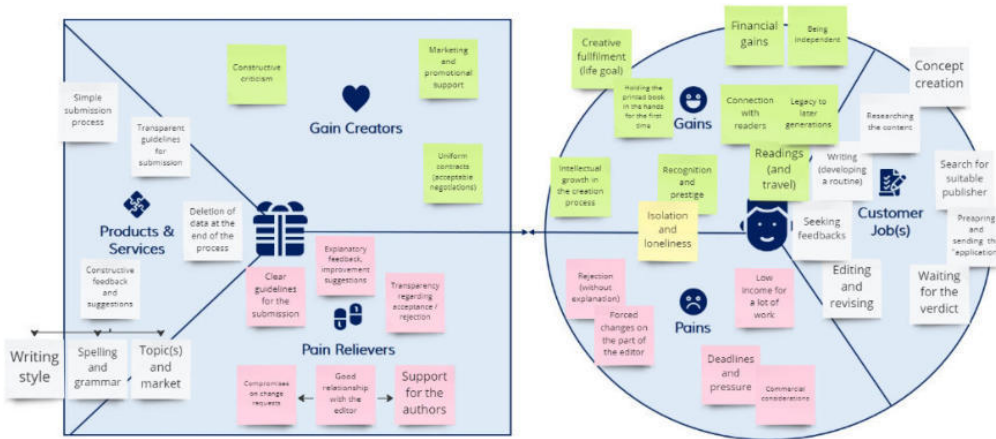 Simple
submission
process
Transparent
guidelines
for
submission
Products &
Services
Deletion of
data at the
end of the
process
Constructive
feedback
and
suggestions
Writing
style
Spelling
and
grammar
Topic(s)
and
market
Constructive
criticism
Marketing
and
promotional
support
Gain Creators
Uniform
contracts
(acceptable
negotiations)
Clear
guidelines
for the
submission
Explanatory
feedback,
improvement
suggestions
Transparency
regarding
acceptance /
rejection
Pain Relievers
Compromises
on change
requests
Good
relationship
with the
editor
Support
for the
authors
Creative
fullfilment
(life goal)
Holding the
printed book
in the hands
for the first
time
Gains
Financial
gains
Being
independent
Connection
with
readers
Legacy to
later
generations
Readings
(and
travel)
Intellectual
growth in
the creation
process
Recognition
and
prestige
Isolation
and
loneliness
Rejection
(without
explanation)
Forced
changes on
the part of
the editor
Pains
Low
income for
a lot of
work
Deadlines
and
pressure
Commercial
considerations
Concept
creation
Researching
the content
Writing
(developing
a routine)
Search for
suitable
publisher
Customer
Job(s)
Seeking
feedbacks
Preapring
and
sending
"application
Editing
and
revising
Waiting
for the
verdict